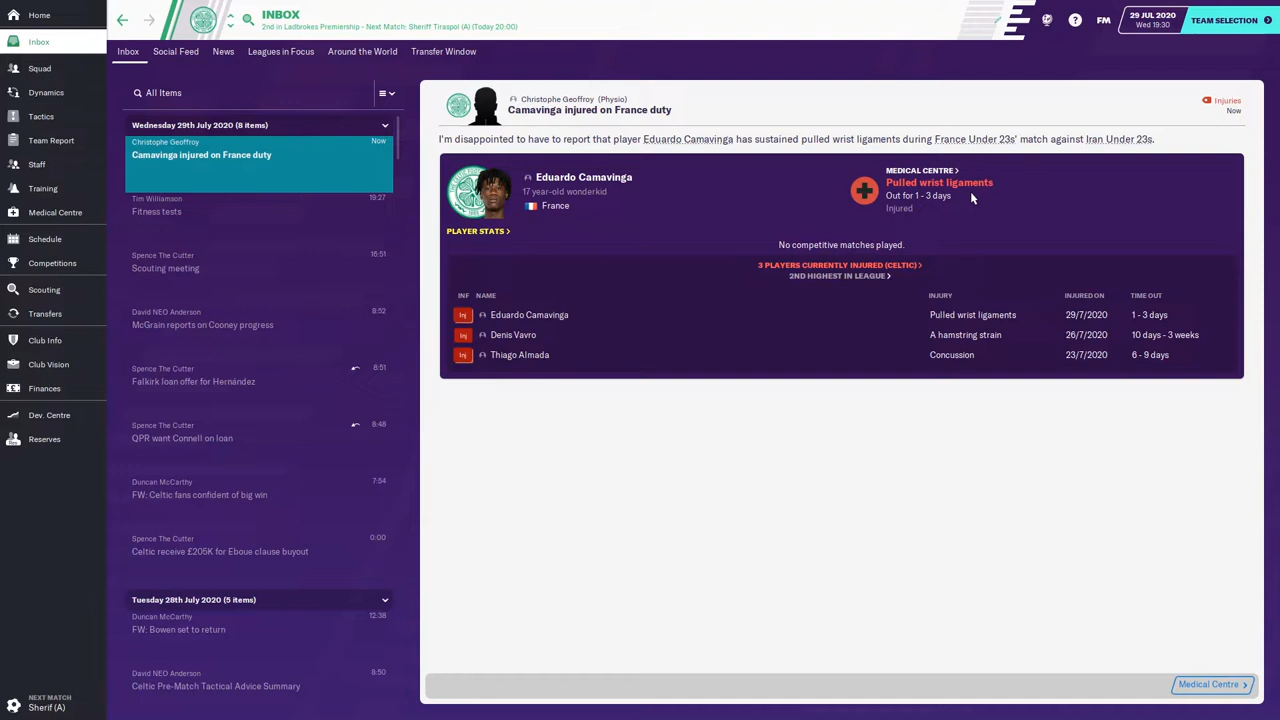 INBOX
2nd in Ladbrokes Premiership - Next Match: Sheriff Tiraspol (A) (Today 20:00)
FM
29 JUL 2020
Wed 19:30
TEAM SELECTION
Home
Inbox
Squad
Dynamics
Tactics
Team Report
Staff
Training
Medical Centre
Schedule
Competitions
Scouting
Transfers
Club Info
Club Vision
Finances
Dev. Centre
Reserves
NEXT MATCH
Sherif (A)
Inbox Social Feed News Leagues in Focus Around the World Transfer Window
All Items
Wednesday 29th July 2020 (8 items)
Christophe Geoffroy Now
Camavinga injured on France duty
Tim Williamson 19:27
Fitness tests
Spence The Cutter 16:51
Scouting meeting
David NEO Anderson 8:52
McGrain reports on Cooney progress
Spence The Cutter 8:51
Falkirk loan offer for Hernández
Spence The Cutter 8:48
QPR want Connell on loan
Duncan McCarthy 7:54
FW: Celtic fans confident of big win
Spence The Cutter 0:00
Celtic receive £205K for Eboue clause buyout
Tuesday 28th July 2020 (5 items)
Duncan McCarthy 12:38
FW: Bowen set to return
David NEO Anderson 8:50
Celtic Pre-Match Tactical Advice Summary
Christophe Geoffroy (Physio)
Camavinga injured on France duty
Injuries
Now
I'm disappointed to have to report that player Eduardo Camavinga has sustained pulled wrist ligaments during France Under 23s' match against Iran Under 23s.
Eduardo Camavinga
17 year-old wonderkid
France
MEDICAL CENTRE
Pulled wrist ligaments
Out for 1 - 3 days
Injured
PLAYER STATS
No competitive matches played.
3 PLAYERS CURRENTLY INJURED (CELTIC)
2ND HIGHEST IN LEAGUE
INF NAME INJURY INJURED ON TIME OUT
Inj Eduardo Camavinga Pulled wrist ligaments 29/7/2020 1 - 3 days
Inj Denis Vavro A hamstring strain 26/7/2020 10 days - 3 weeks
Inj Thiago Almada Concussion 23/7/2020 6 - 9 days
Medical Centre